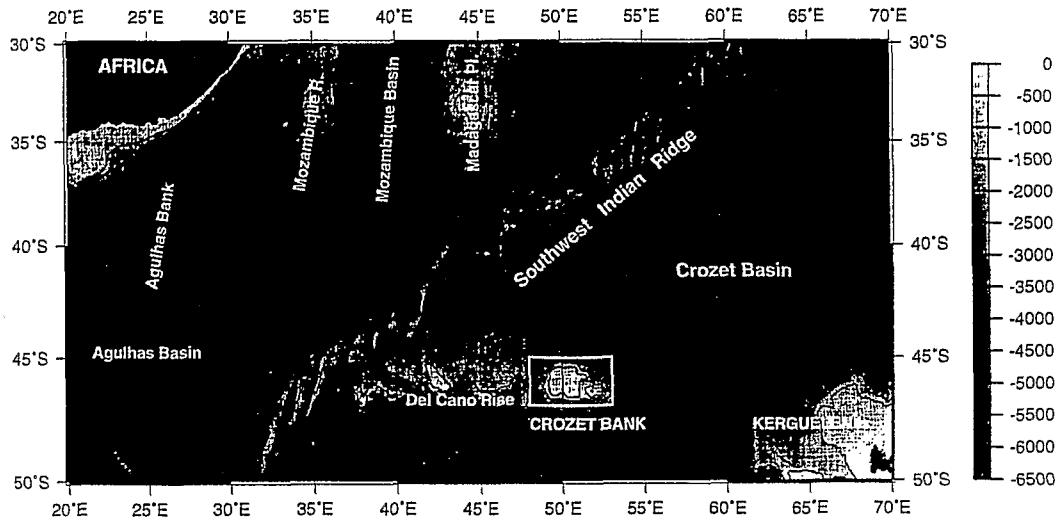 20°E 25°E 30°E 35°E 40°E 45°E 50°E 55°E 60°E 65°E 70°E
30°S 30°S
AFRICA
Mozambique R.
Mozambique Basin
Madagascar Pl.
35°S 35°S
Agulhas Bank
Southwest Indian Ridge
40°S 40°S
Crozet Basin
Agulhas Basin
45°S 45°S
Del Cano Rise
CROZET BANK
50°S 50°S
20°E 25°E 30°E 35°E 40°E 45°E 50°E 55°E 60°E 65°E 70°E
0
-500
-1000
-1500
-2000
-2500
-3000
-3500
-4000
-4500
-5000
-5500
-6000
-6500